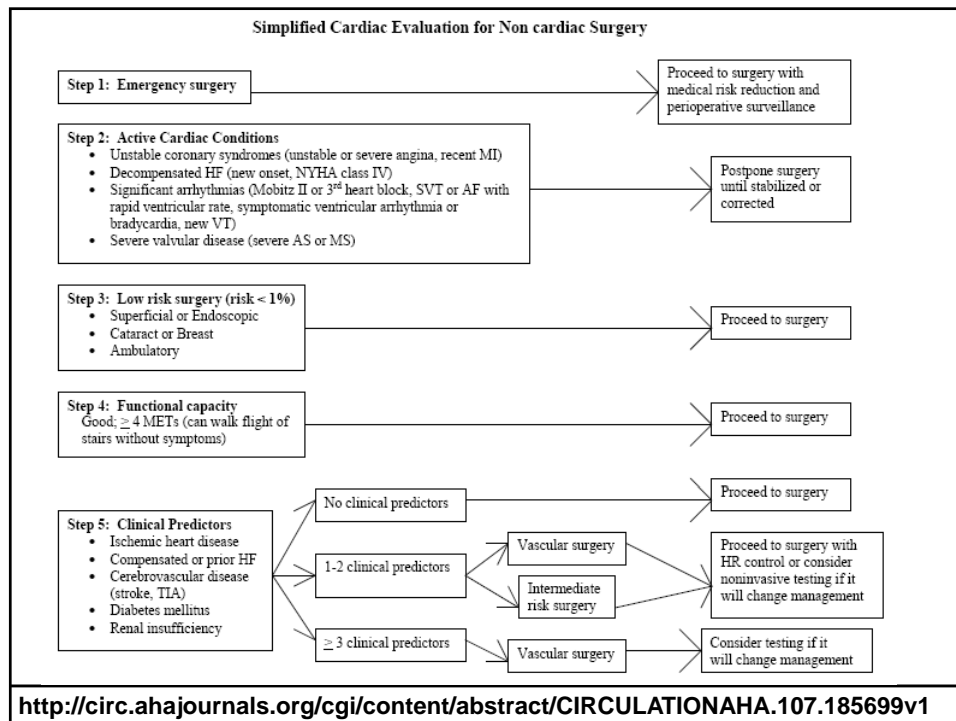 Simplified Cardiac Evaluation for Non cardiac Surgery
Step 1: Emergency surgery
Proceed to surgery with
medical risk reduction and
perioperative surveillance
Step 2: Active Cardiac Conditions
• Unstable coronary syndromes (unstable or severe angina, recent MI)
• Decompensated HF (new onset, NYHA class IV)
• Significant arrhythmias (Mobitz II or 3rd heart block, SVT or AF with
rapid ventricular rate, symptomatic ventricular arrhythmia or
bradycardia, new VT)
• Severe valvular disease (severe AS or MS)
Postpone surgery
until stabilized or
corrected
Step 3: Low risk surgery (risk < 1%)
• Superficial or Endoscopic
• Cataract or Breast
• Ambulatory
Proceed to surgery
Step 4: Functional capacity
Good; ≥ 4 METs (can walk flight of
stairs without symptoms)
Proceed to surgery
Step 5: Clinical Predictors
• Ischemic heart disease
• Compensated or prior HF
• Cerebrovascular disease
(stroke, TIA)
• Diabetes mellitus
• Renal insufficiency
No clinical predictors
Proceed to surgery
1-2 clinical predictors
Vascular surgery
Intermediate
risk surgery
Proceed to surgery with
HR control or consider
noninvasive testing if it
will change management
≥ 3 clinical predictors
Vascular surgery
Consider testing if it
will change management
http://circ.ahajournals.org/cgi/content/abstract/CIRCULATIONAHA.107.185699v1